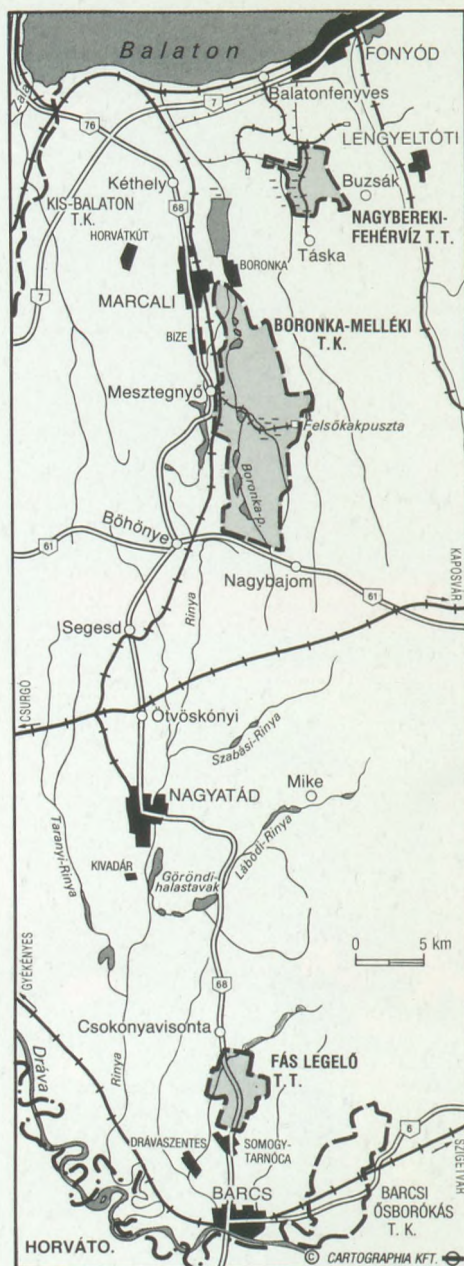 Balaton
FONYÓD
Zala
7
Balatonfenyves
76
LENGYELTÓTI
Kéthely
Buzsák
KIS-BALATON
T.K.
68
NAGYBEREKI-
FEHÉRVÍZ T.T.
HORVÁTKÚT
Táska
BORONKA
7
MARCALI
BORONKA-MELLÉKI
T.K.
BIZE
Mesztegnyő
Felsőkakpuszta
Boronka-p.
Böhönye
61
Nagybajom
61
KAPOSVÁR
Rinya
Segesd
CSURGÓ
Ötvöskónyi
Szabási-Rinya
Mike
NAGYATÁD
Lábodi-Rinya
Taranyi-Rinya
KIVADÁR
Göröndi-
halastavak
0 5 km
GYÉKÉNYES
68
Csokonyavisonta
Dráva
Rinya
FÁS LEGELŐ
T.T.
DRÁVASZENTES
SOMOGY-
TARNÓCA
6
SZIGETVÁR
BARCS
BARCSI
ŐSBORÓKÁS
T. K.
HORVÁTO.
© CARTOGRAPHIA KFT.